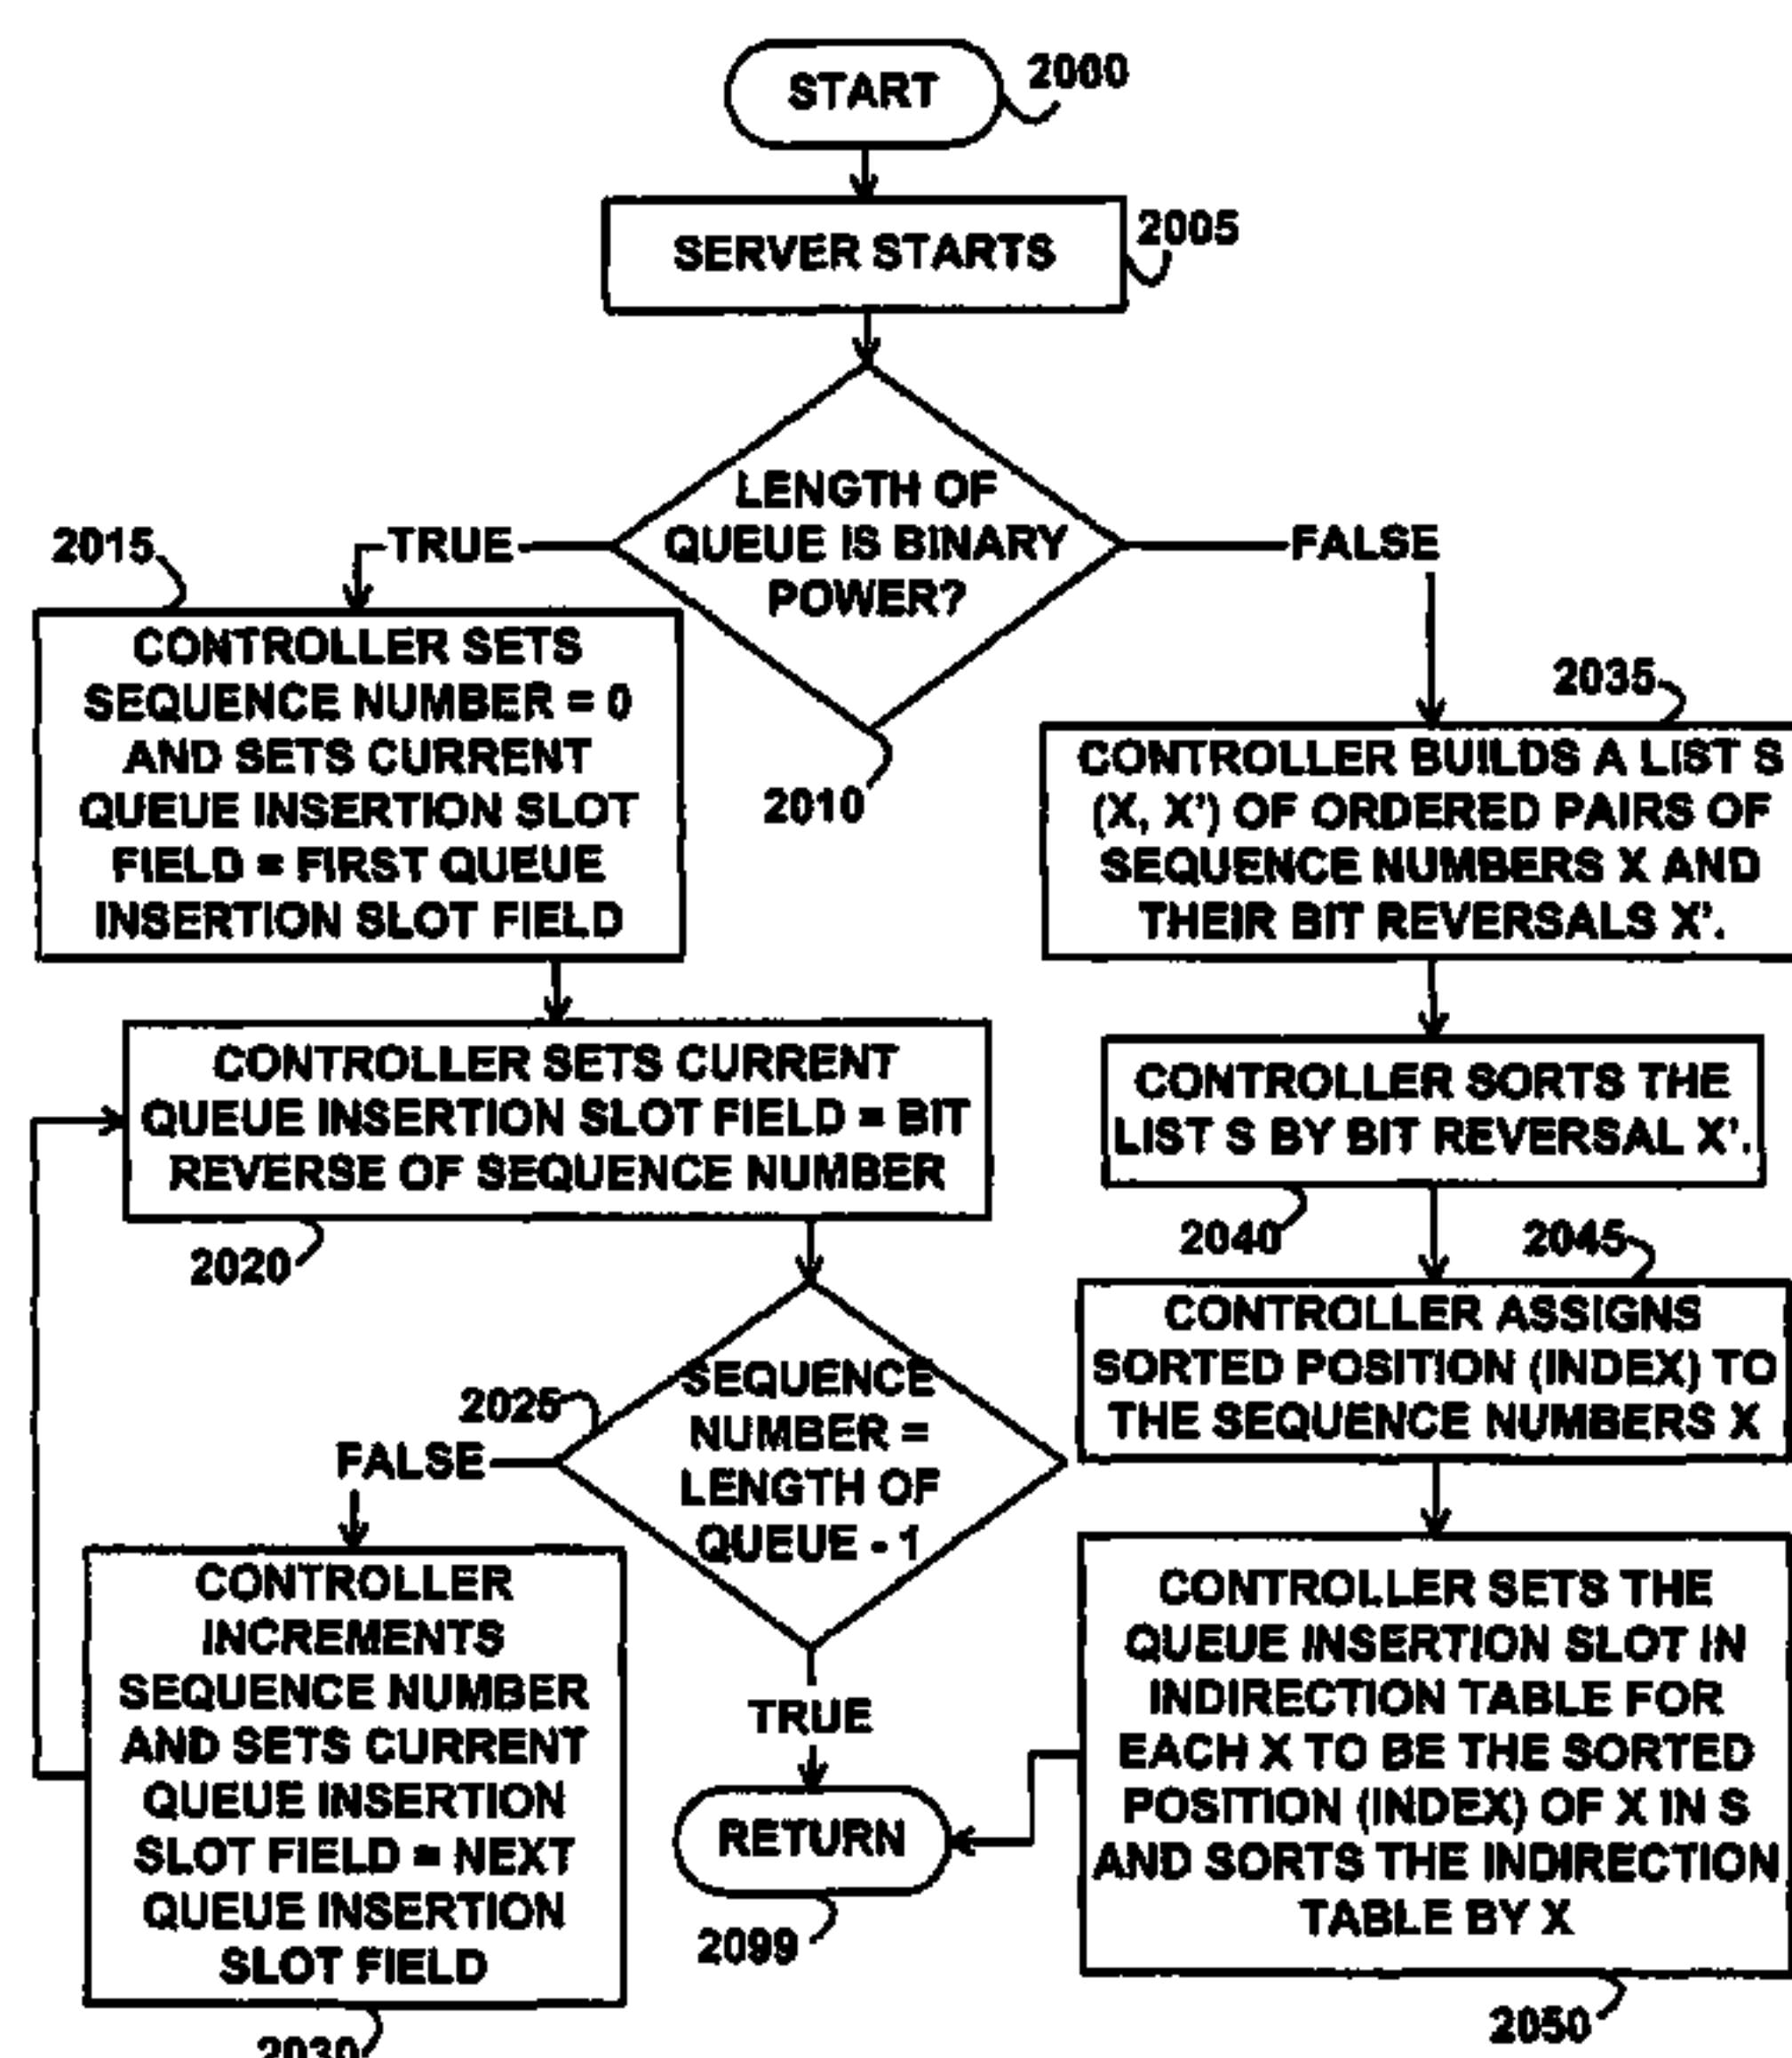 START
2000
SERVER STARTS
2005
LENGTH OF
QUEUE IS BINARY
POWER?
2010
TRUE
FALSE
2015
CONTROLLER SETS
SEQUENCE NUMBER = 0
AND SETS CURRENT
QUEUE INSERTION SLOT
FIELD = FIRST QUEUE
INSERTION SLOT FIELD
CONTROLLER SETS CURRENT
QUEUE INSERTION SLOT FIELD = BIT
REVERSE OF SEQUENCE NUMBER
2020
2025
SEQUENCE
NUMBER =
LENGTH OF
QUEUE - 1
FALSE
TRUE
CONTROLLER
INCREMENTS
SEQUENCE NUMBER
AND SETS CURRENT
QUEUE INSERTION
SLOT FIELD = NEXT
QUEUE INSERTION
SLOT FIELD
2030
RETURN
2099
2035
CONTROLLER BUILDS A LIST S
(X, X') OF ORDERED PAIRS OF
SEQUENCE NUMBERS X AND
THEIR BIT REVERSALS X'.
CONTROLLER SORTS THE
LIST S BY BIT REVERSAL X'.
2040
2045
CONTROLLER ASSIGNS
SORTED POSITION (INDEX) TO
THE SEQUENCE NUMBERS X
CONTROLLER SETS THE
QUEUE INSERTION SLOT IN
INDIRECTION TABLE FOR
EACH X TO BE THE SORTED
POSITION (INDEX) OF X IN S
AND SORTS THE INDIRECTION
TABLE BY X
2050